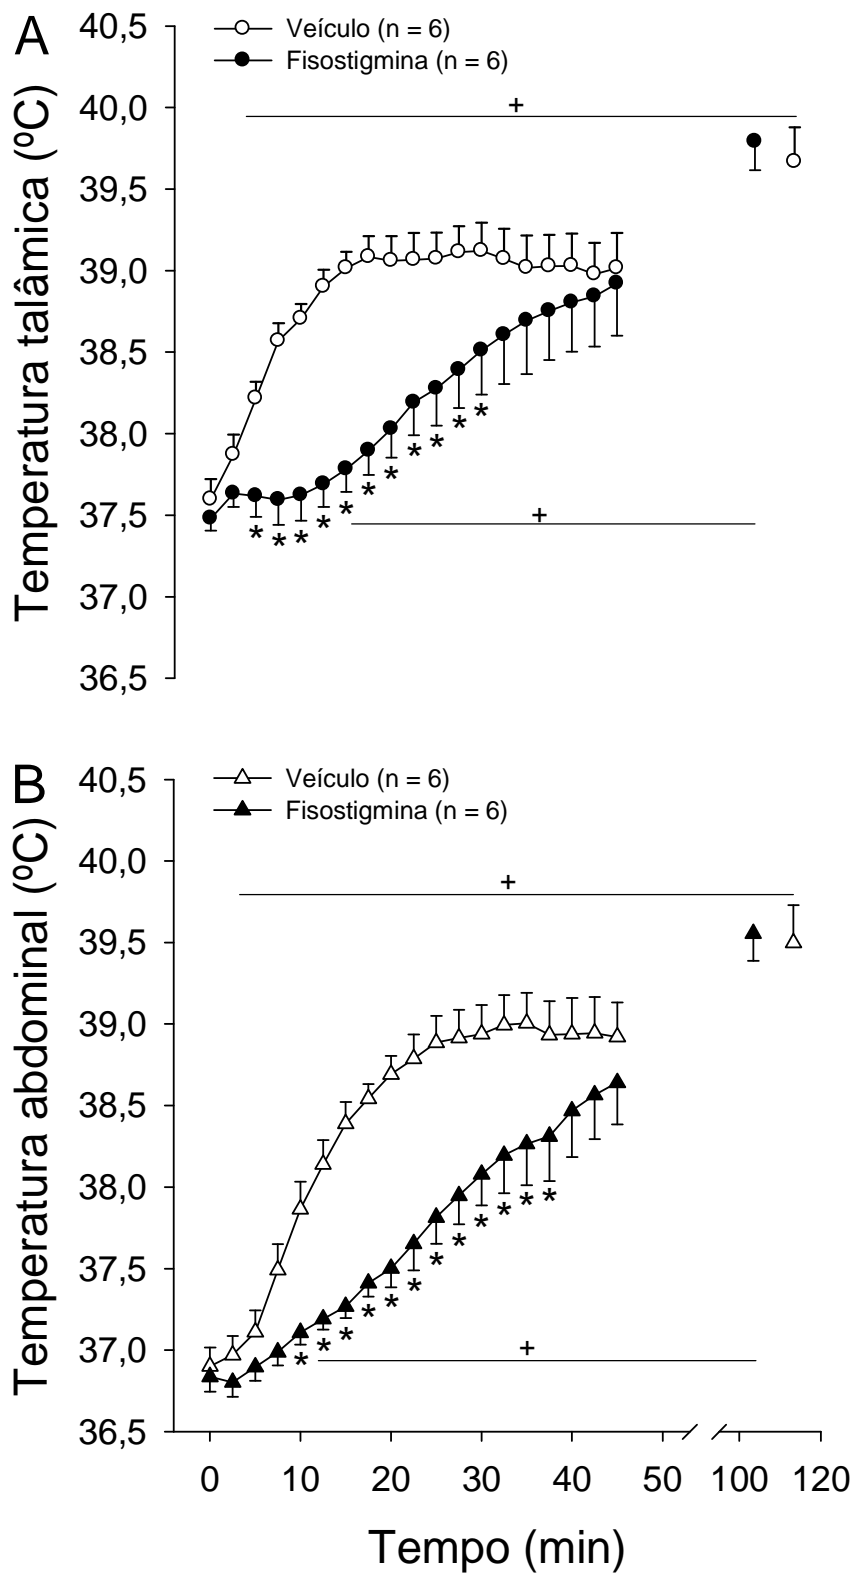 A
Veículo (n = 6)
Fisostigmina (n = 6)
Temperatura talâmica (ºC)
40,5
40,0
39,5
39,0
38,5
38,0
37,5
37,0
36,5
+
* * * * * * * * * * *
+
B
Veículo (n = 6)
Fisostigmina (n = 6)
Temperatura abdominal (ºC)
40,5
40,0
39,5
39,0
38,5
38,0
37,5
37,0
36,5
+
* * * * * * * * * * * *
+
0 10 20 30 40 50 100 120
Tempo (min)